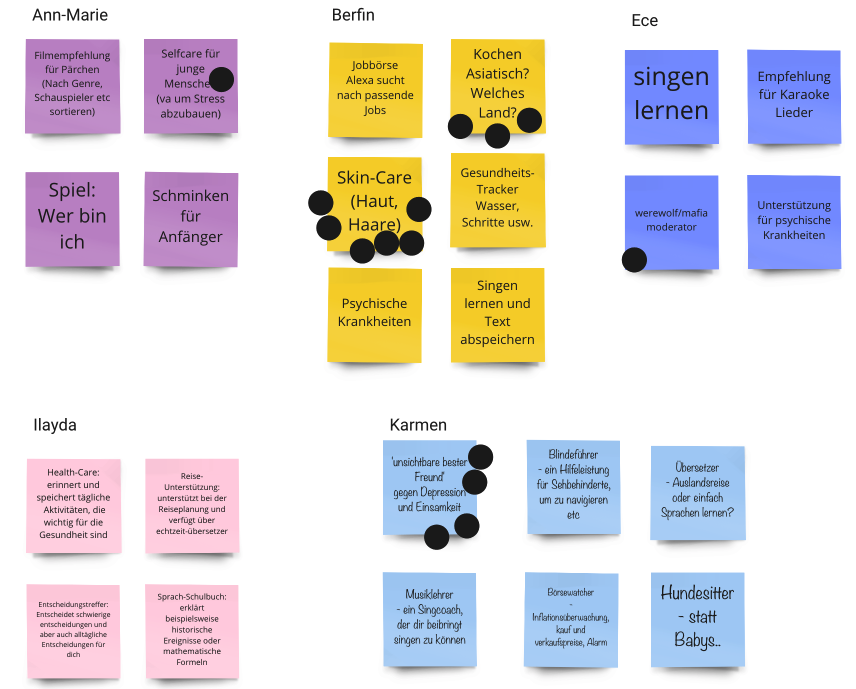 Ann-Marie
Filmempfehlung
für Pärchen
(Nach Genre,
Schauspieler etc
sortieren)
Selfcare für
junge
Mensche
(va um Stress
abzubauen)
Spiel:
Wer bin
ich
Schminken
für
Anfänger
Berfin
Jobbörse
Alexa sucht
nach passende
Jobs
Kochen
Asiatisch?
Welches
Land?
Skin-Care
(Haut,
Haare)
Gesundheits-
Tracker
Wasser,
Schritte usw.
Psychische
Krankheiten
Singen
lernen und
Text
abspeichern
Ece
singen
lernen
Empfehlung
für Karaoke
Lieder
werewolf/mafia
moderator
Unterstützung
für psychische
Krankheiten
Ilayda
Health-Care:
erinnert und
speichert tägliche
Aktivitäten, die
wichtig für die
Gesundheit sind
Reise-
Unterstützung:
unterstützt bei der
Reiseplanung und
verfügt über
echtzeit-übersetzer
Entscheidungstreffer:
Entscheidet schwierige
entscheidungen und
aber auch alltägliche
Entscheidungen für
dich
Sprach-Schulbuch:
erklärt
beispielsweise
historische
Ereignisse oder
mathematische
Formeln
Karmen
'unsichtbare bester
Freund'
gegen Depression
und Einsamkeit
Blindeführer
- ein Hilfeleistung
für Sehbehinderte,
um zu navigieren
etc
Übersetzer
- Auslandsreise
oder einfach
Sprachen lernen?
Musiklehrer
- ein Singcoach,
der dir beibringt
singen zu können
Börsewatcher
-
Inflationsüberwachung,
kauf und
verkaufspreise, Alarm
Hundesitter
- statt
Babys..